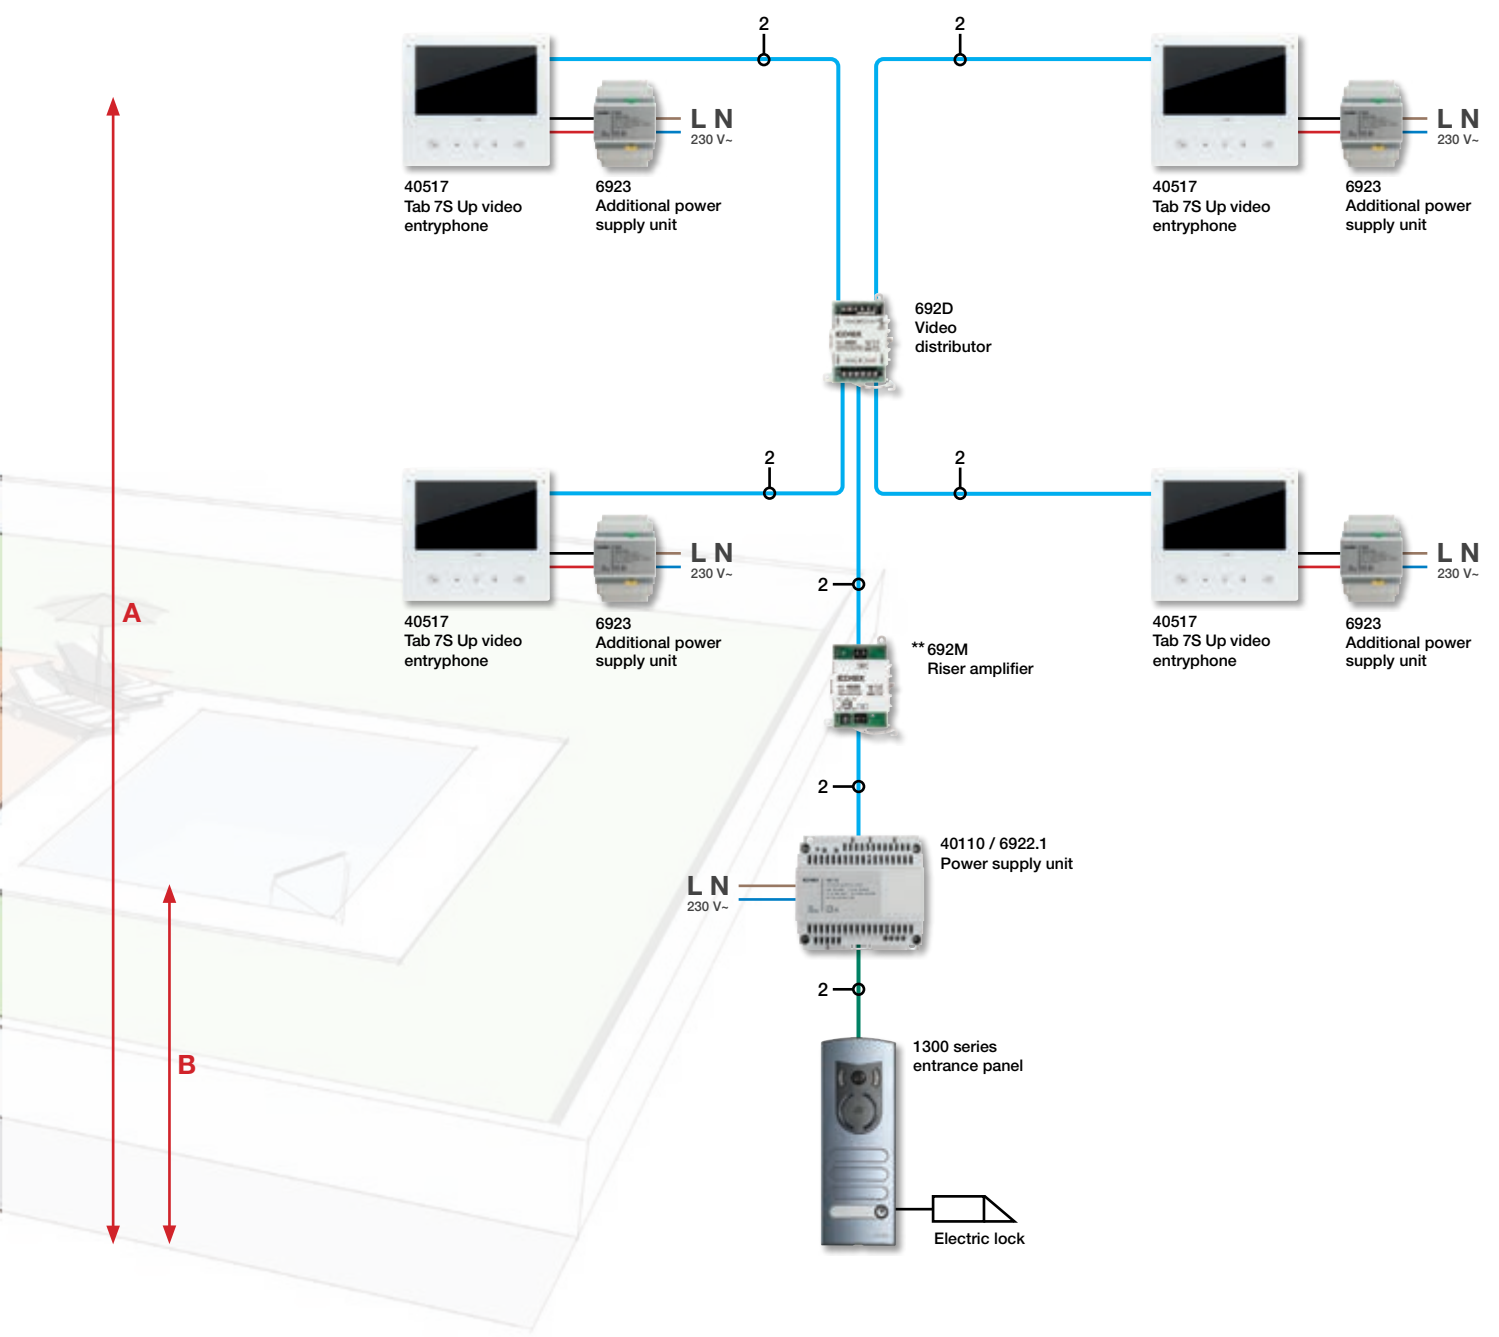 2
2
L N
230 V~
L N
230 V~
40517
Tab 7S Up video
entryphone
6923
Additional power
supply unit
40517
Tab 7S Up video
entryphone
6923
Additional power
supply unit
692D
Video
distributor
2
2
L N
230 V~
L N
230 V~
2
A
40517
Tab 7S Up video
entryphone
6923
Additional power
supply unit
**692M
Riser amplifier
40517
Tab 7S Up video
entryphone
6923
Additional power
supply unit
2
40110 / 6922.1
Power supply unit
L N
230 V~
2
B
1300 series
entrance panel
Electric lock